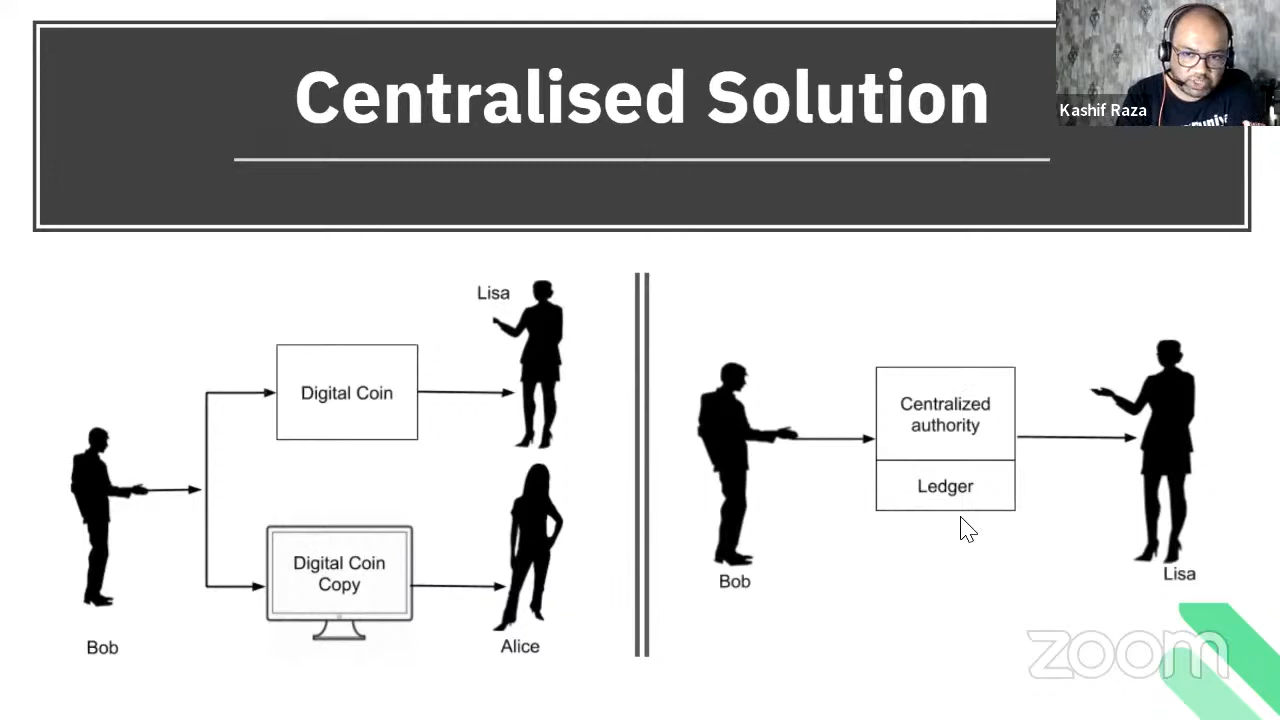 Centralised Solution
Kashif Raza
Lisa
Digital Coin
Digital Coin
Copy
Bob
Alice
Centralized
authority
Ledger
Bob
Lisa
zoom